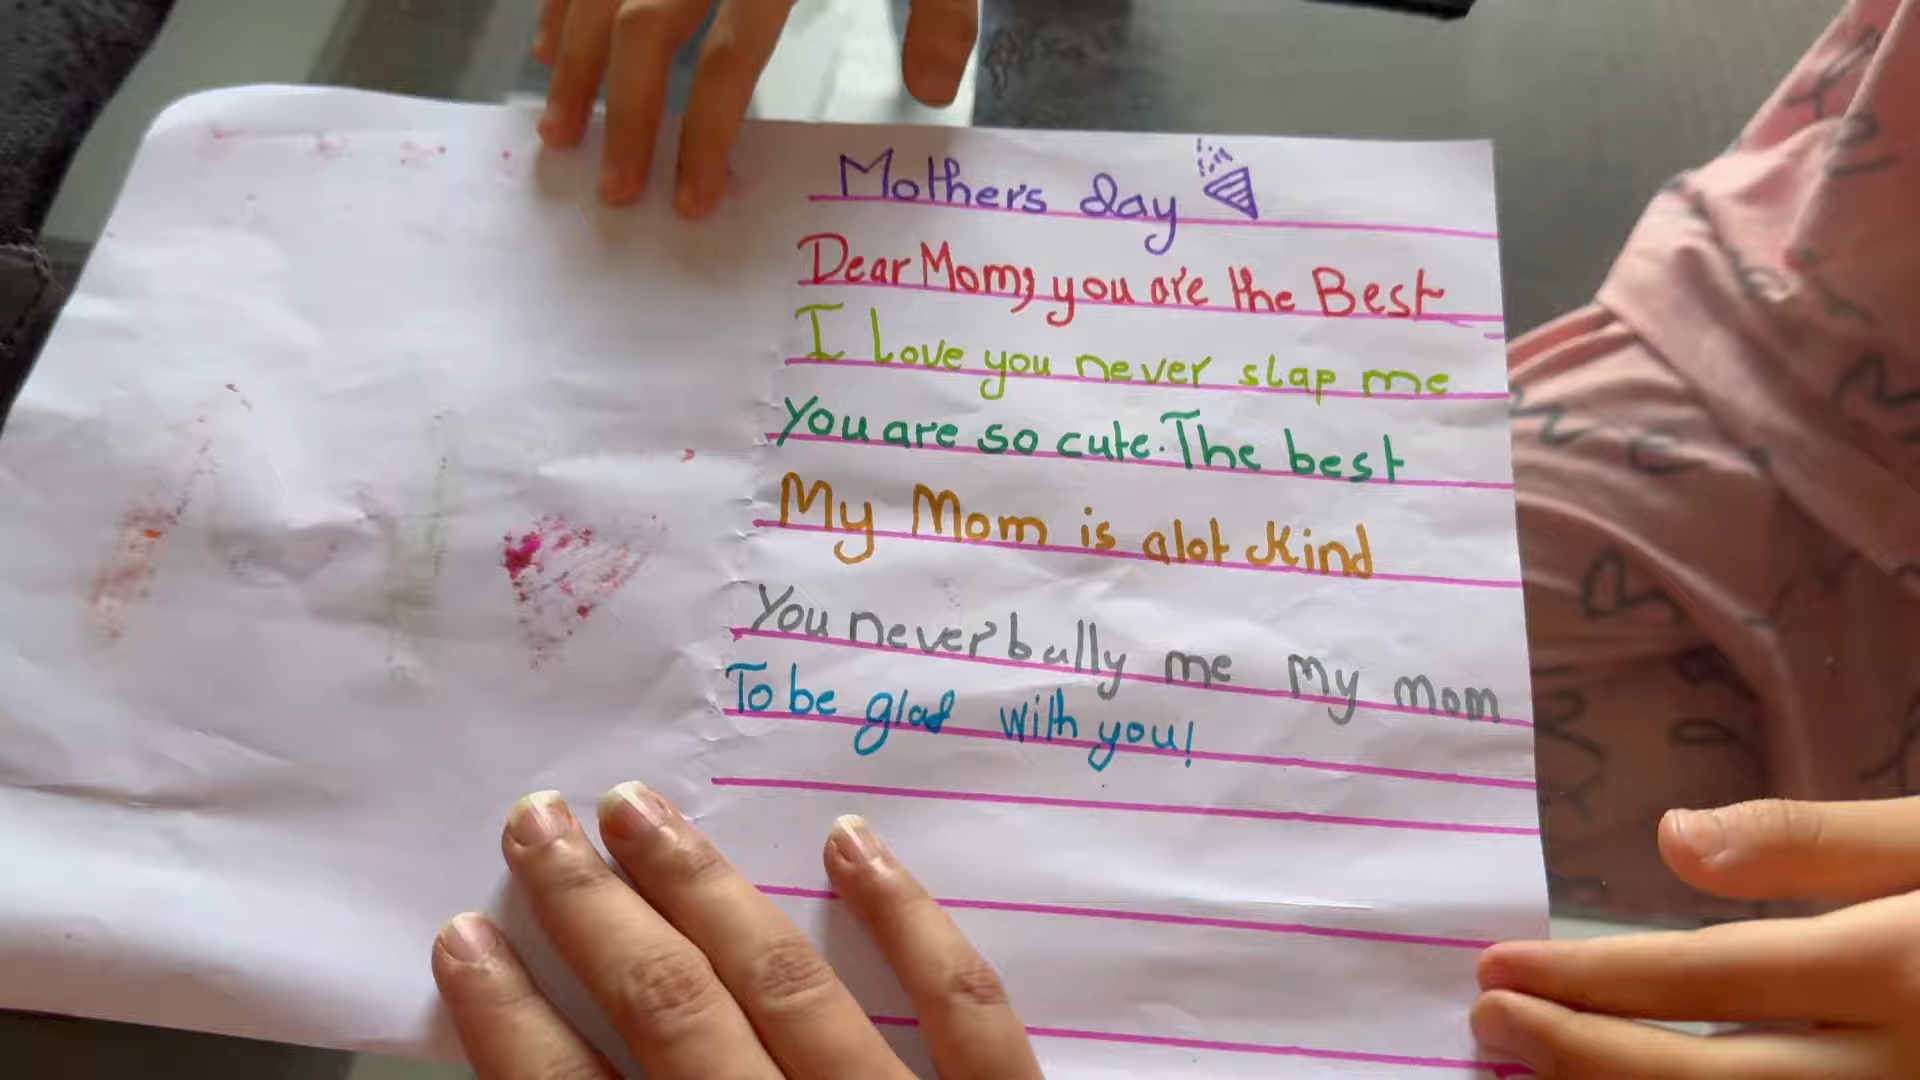 Mother's day
Dear Mom, you are the Best
I Love you never slap me
You are so cute. The best
My Mom is alot kind
You never bully me My mom
To be glad with you!